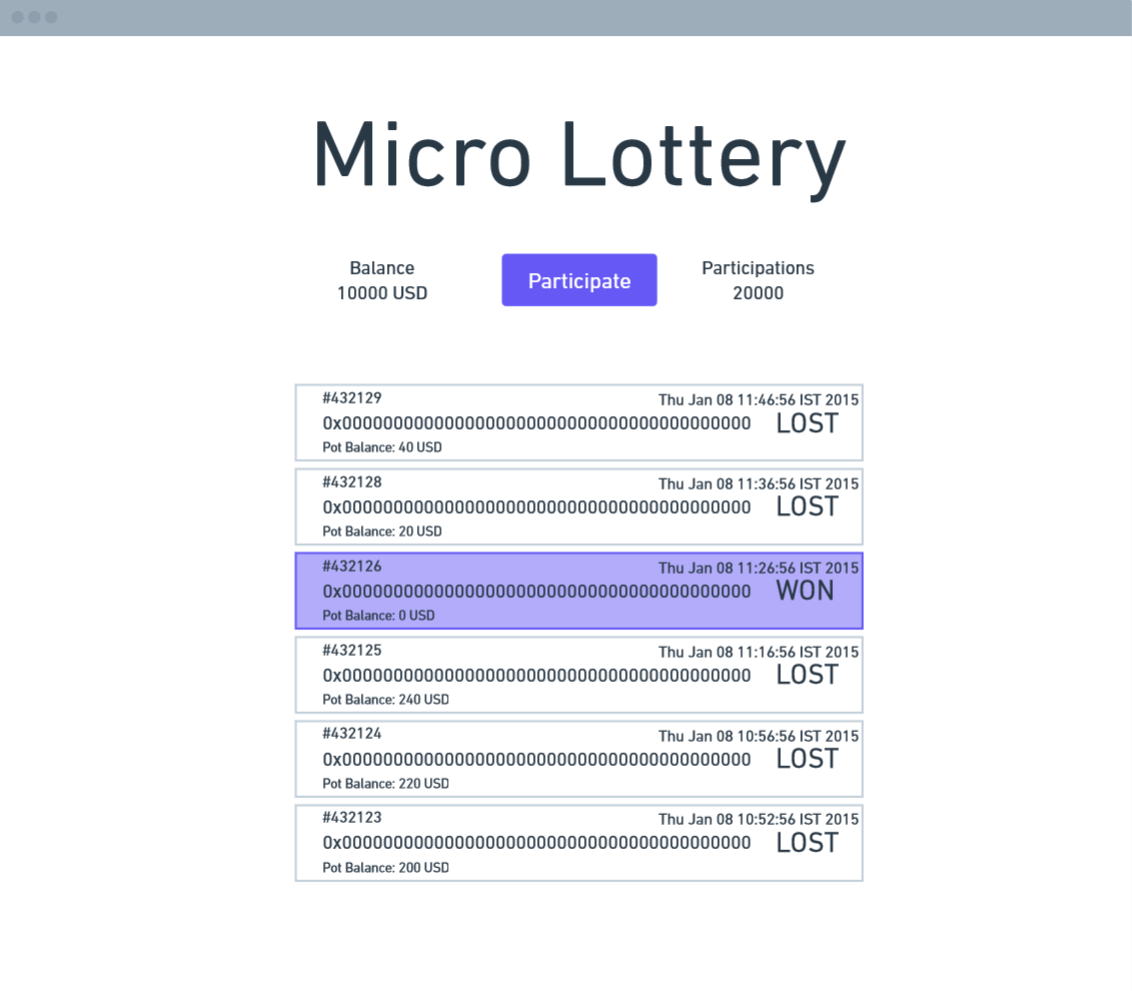 Micro Lottery
Balance
10000 USD
Participate
Participations
20000
#432129
Thu Jan 08 11:46:56 IST 2015
0x0000000000000000000000000000000000000000
LOST
Pot Balance: 40 USD
#432128
Thu Jan 08 11:36:56 IST 2015
0x0000000000000000000000000000000000000000
LOST
Pot Balance: 20 USD
#432126
Thu Jan 08 11:26:56 IST 2015
0x0000000000000000000000000000000000000000
WON
Pot Balance: 0 USD
#432125
Thu Jan 08 11:16:56 IST 2015
0x0000000000000000000000000000000000000000
LOST
Pot Balance: 240 USD
#432124
Thu Jan 08 10:56:56 IST 2015
0x0000000000000000000000000000000000000000
LOST
Pot Balance: 220 USD
#432123
Thu Jan 08 10:52:56 IST 2015
0x0000000000000000000000000000000000000000
LOST
Pot Balance: 200 USD